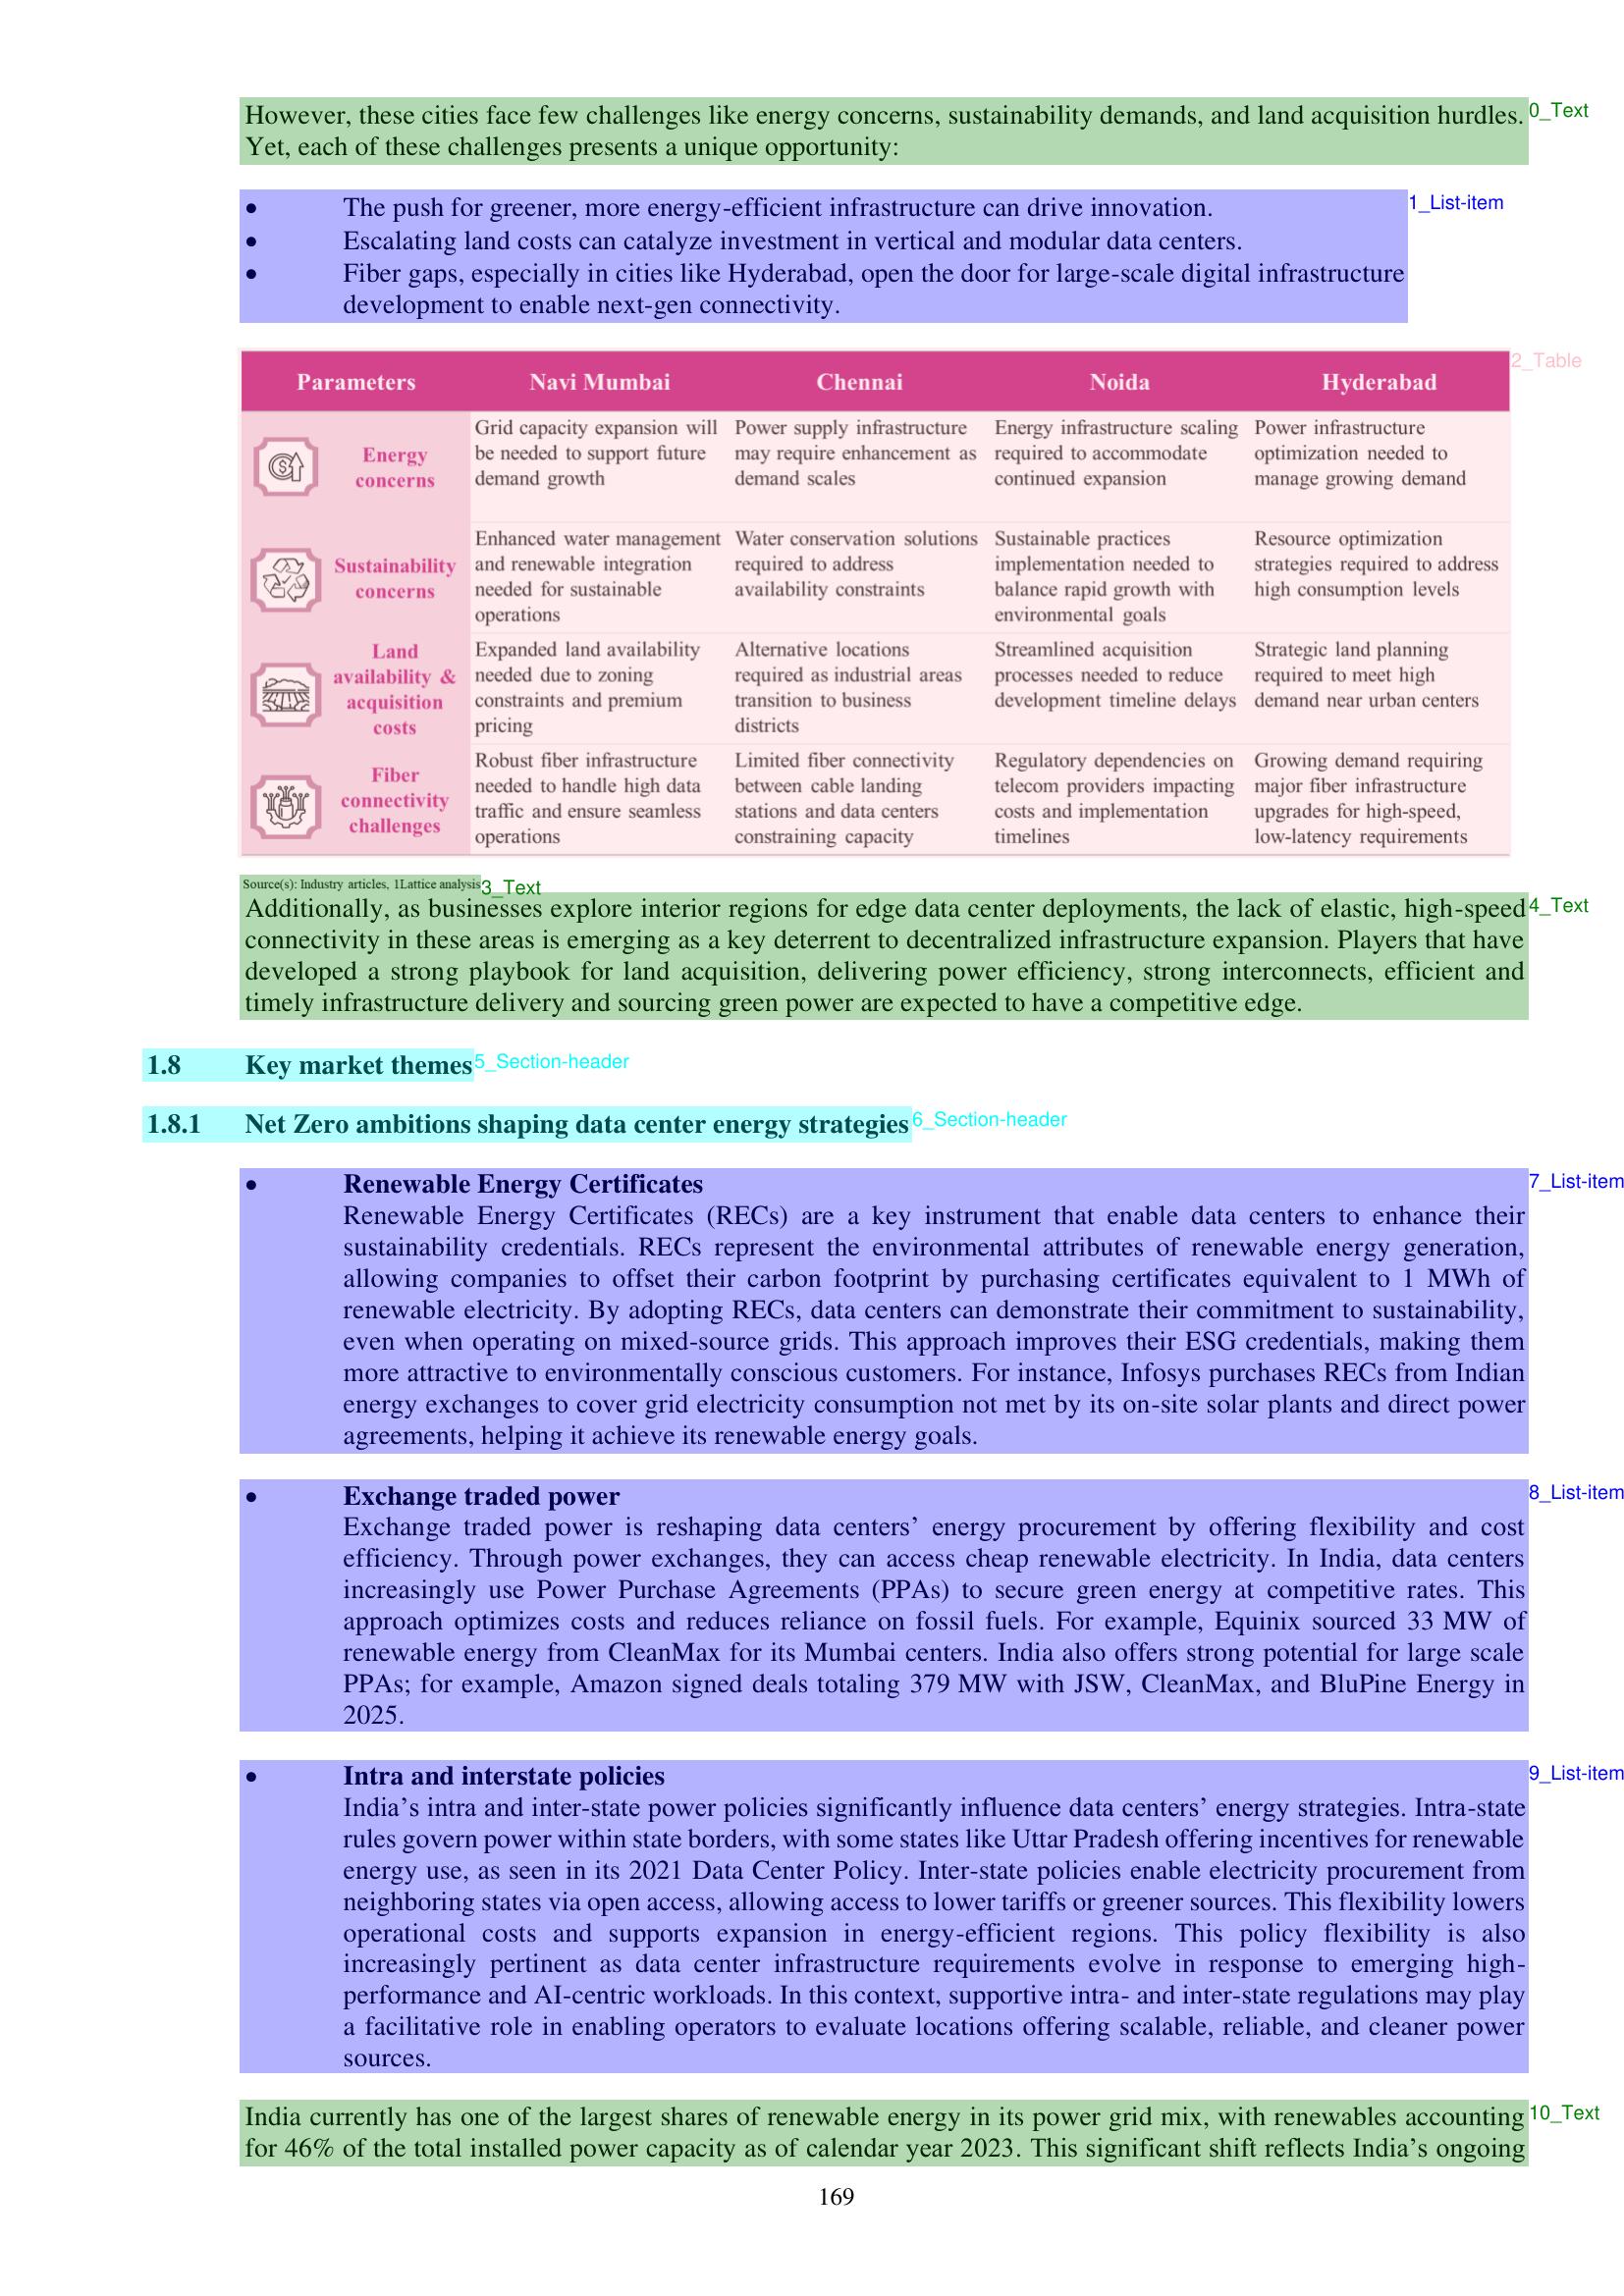 However, these cities face few challenges like energy concerns, sustainability demands, and land acquisition hurdles. 0_Text
Yet, each of these challenges presents a unique opportunity:
• The push for greener, more energy-efficient infrastructure can drive innovation. 1_List-item
• Escalating land costs can catalyze investment in vertical and modular data centers.
• Fiber gaps, especially in cities like Hyderabad, open the door for large-scale digital infrastructure
development to enable next-gen connectivity.
2_Table
Parameters Navi Mumbai Chennai Noida Hyderabad
Energy
concerns
Grid capacity expansion will
be needed to support future
demand growth
Power supply infrastructure
may require enhancement as
demand scales
Energy infrastructure scaling
required to accommodate
continued expansion
Power infrastructure
optimization needed to
manage growing demand
Sustainability
concerns
Enhanced water management
and renewable integration
needed for sustainable
operations
Water conservation solutions
required to address
availability constraints
Sustainable practices
implementation needed to
balance rapid growth with
environmental goals
Resource optimization
strategies required to address
high consumption levels
Land
availability &
acquisition
costs
Expanded land availability
needed due to zoning
constraints and premium
pricing
Alternative locations
required as industrial areas
transition to business
districts
Streamlined acquisition
processes needed to reduce
development timeline delays
Strategic land planning
required to meet high
demand near urban centers
Fiber
connectivity
challenges
Robust fiber infrastructure
needed to handle high data
traffic and ensure seamless
operations
Limited fiber connectivity
between cable landing
stations and data centers
constraining capacity
Regulatory dependencies on
telecom providers impacting
costs and implementation
timelines
Growing demand requiring
major fiber infrastructure
upgrades for high-speed,
low-latency requirements
Source(s): Industry articles, 1Lattice analysis 3_Text
Additionally, as businesses explore interior regions for edge data center deployments, the lack of elastic, high-speed 4_Text
connectivity in these areas is emerging as a key deterrent to decentralized infrastructure expansion. Players that have
developed a strong playbook for land acquisition, delivering power efficiency, strong interconnects, efficient and
timely infrastructure delivery and sourcing green power are expected to have a competitive edge.
1.8 Key market themes 5_Section-header
1.8.1 Net Zero ambitions shaping data center energy strategies 6_Section-header
• Renewable Energy Certificates 7_List-item
Renewable Energy Certificates (RECs) are a key instrument that enable data centers to enhance their
sustainability credentials. RECs represent the environmental attributes of renewable energy generation,
allowing companies to offset their carbon footprint by purchasing certificates equivalent to 1 MWh of
renewable electricity. By adopting RECs, data centers can demonstrate their commitment to sustainability,
even when operating on mixed-source grids. This approach improves their ESG credentials, making them
more attractive to environmentally conscious customers. For instance, Infosys purchases RECs from Indian
energy exchanges to cover grid electricity consumption not met by its on-site solar plants and direct power
agreements, helping it achieve its renewable energy goals.
• Exchange traded power 8_List-item
Exchange traded power is reshaping data centers’ energy procurement by offering flexibility and cost
efficiency. Through power exchanges, they can access cheap renewable electricity. In India, data centers
increasingly use Power Purchase Agreements (PPAs) to secure green energy at competitive rates. This
approach optimizes costs and reduces reliance on fossil fuels. For example, Equinix sourced 33 MW of
renewable energy from CleanMax for its Mumbai centers. India also offers strong potential for large scale
PPAs; for example, Amazon signed deals totaling 379 MW with JSW, CleanMax, and BluPine Energy in
2025.
• Intra and interstate policies 9_List-item
India’s intra and inter-state power policies significantly influence data centers’ energy strategies. Intra-state
rules govern power within state borders, with some states like Uttar Pradesh offering incentives for renewable
energy use, as seen in its 2021 Data Center Policy. Inter-state policies enable electricity procurement from
neighboring states via open access, allowing access to lower tariffs or greener sources. This flexibility lowers
operational costs and supports expansion in energy-efficient regions. This policy flexibility is also
increasingly pertinent as data center infrastructure requirements evolve in response to emerging high-
performance and AI-centric workloads. In this context, supportive intra- and inter-state regulations may play
a facilitative role in enabling operators to evaluate locations offering scalable, reliable, and cleaner power
sources.
India currently has one of the largest shares of renewable energy in its power grid mix, with renewables accounting 10_Text
for 46% of the total installed power capacity as of calendar year 2023. This significant shift reflects India’s ongoing
169